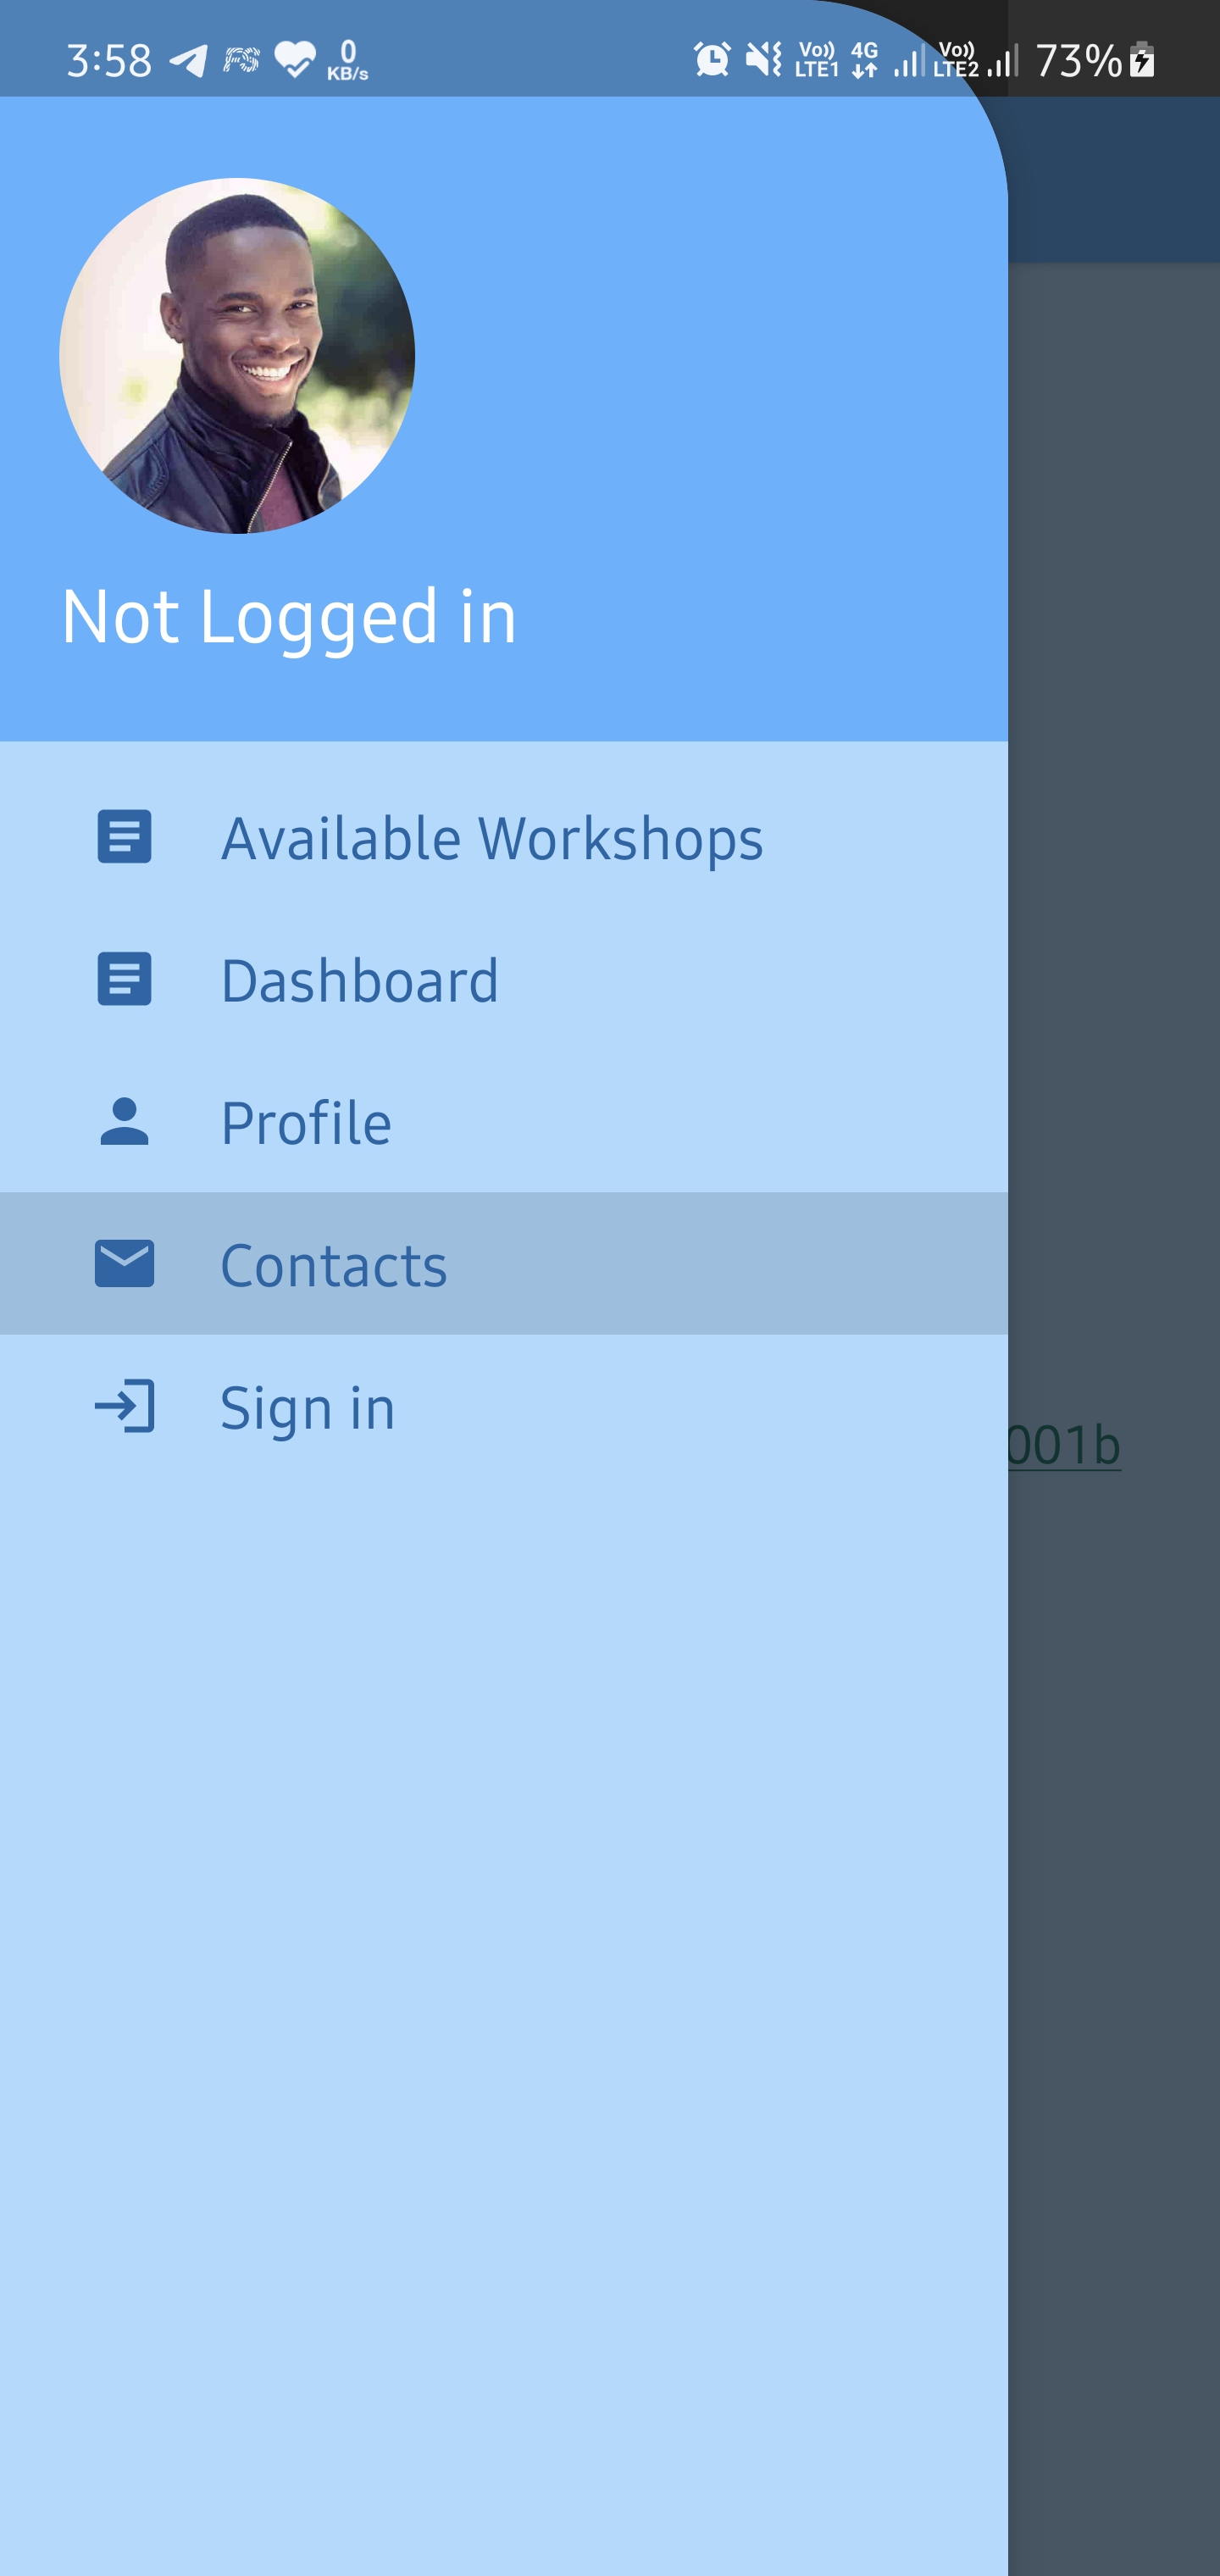 3:58 0 KB/s Vo)) LTE1 4G Vo)) LTE2 73%
Not Logged in
Available Workshops
Dashboard
Profile
Contacts
Sign in
001b